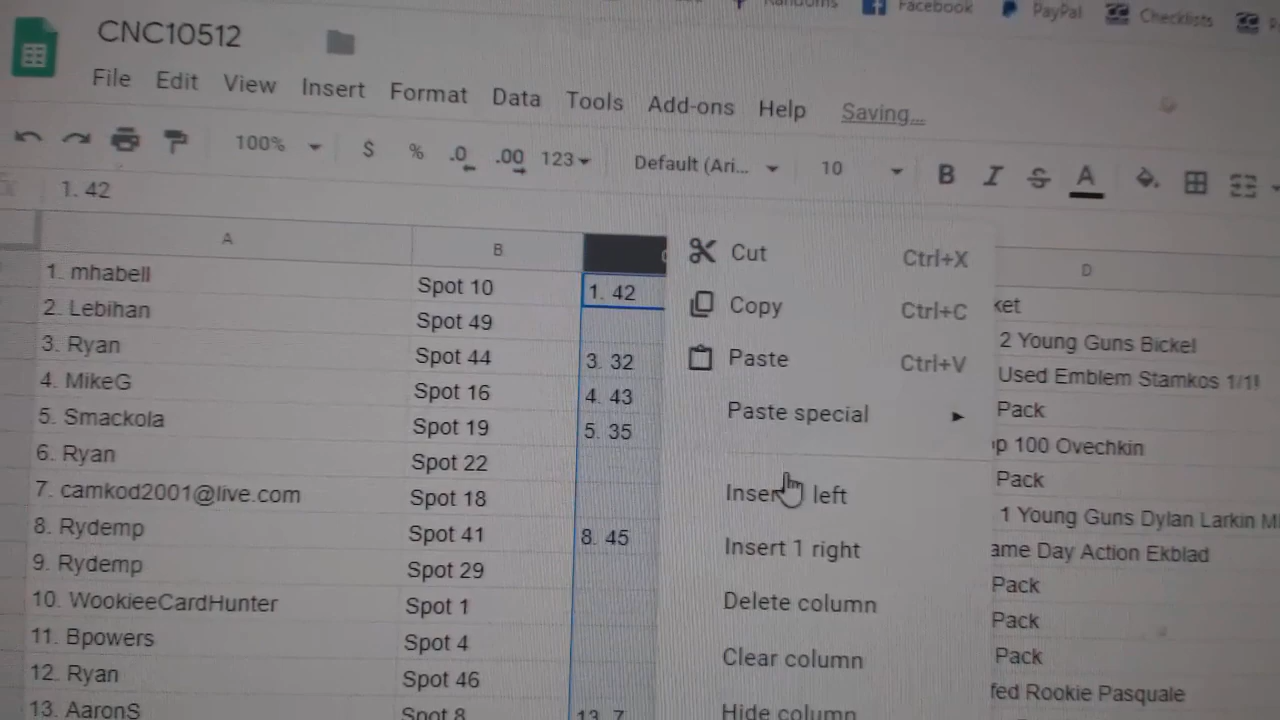 Facebook
PayPal
Checklists
CNC10512
File Edit View Insert Format Data Tools Add-ons Help Saving...
100% $ % .0 .00 123 Default (Ari... 10 B I S A
1. 42
A B D
1. mhabell Spot 10 1. 42
2. Lebihan Spot 49 2 Young Guns Bickel
3. Ryan Spot 44 3. 32 Used Emblem Stamkos 1/1!
4. MikeG Spot 16 4. 43 Pack
5. Smackola Spot 19 5. 35 100 Ovechkin
6. Ryan Spot 22 Pack
7. camkod2001@live.com Spot 18 1 Young Guns Dylan Larkin M
8. Rydemp Spot 41 8. 45 Day Action Ekblad
9. Rydemp Spot 29 Pack
10. WookieeCardHunter Spot 1 Pack
11. Bpowers Spot 4 Pack
12. Ryan Spot 46 Rookie Pasquale
13. AaronS Spot 8 13. 7
Cut Ctrl+X
Copy Ctrl+C
Paste Ctrl+V
Paste special
left
Insert 1 right
Delete column
Clear column
Hide column